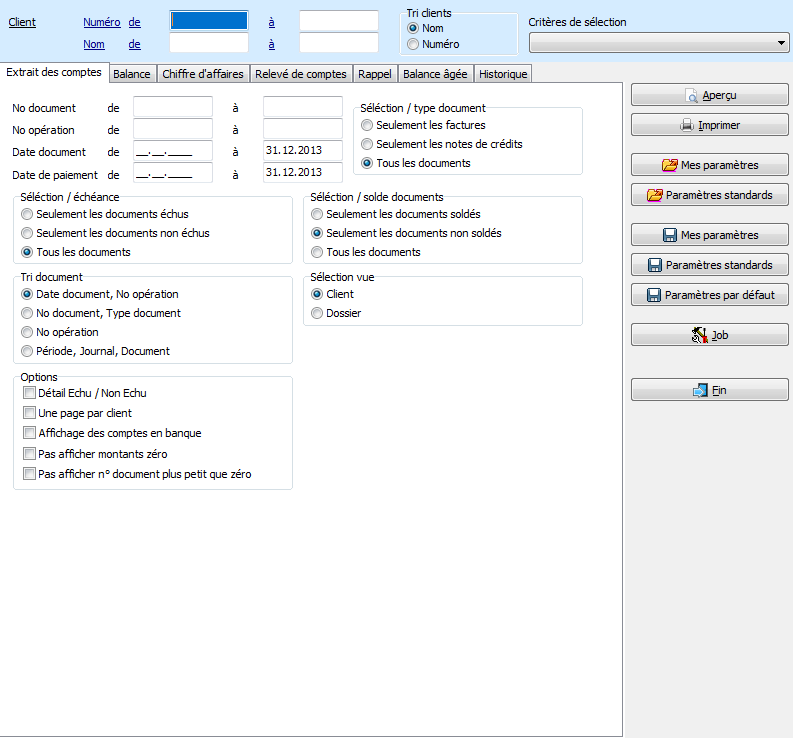 Client Numéro de à
Nom de à
Tri clients
Nom
Numéro
Critères de sélection
Extrait des comptes Balance Chiffre d'affaires Relevé de comptes Rappel Balance âgée Historique
No document de à
No opération de à
Date document de __.__.____ à 31.12.2013
Date de paiement de __.__.____ à 31.12.2013
Séléction / type document
Seulement les factures
Seulement les notes de crédits
Tous les documents
Séléction / échéance
Seulement les documents échus
Seulement les documents non échus
Tous les documents
Séléction / solde documents
Seulement les documents soldés
Seulement les documents non soldés
Tous les documents
Tri document
Date document, No opération
No document, Type document
No opération
Période, Journal, Document
Sélection vue
Client
Dossier
Options
Détail Echu / Non Echu
Une page par client
Affichage des comptes en banque
Pas afficher montants zéro
Pas afficher n° document plus petit que zéro
Aperçu
Imprimer
Mes paramètres
Paramètres standards
Mes paramètres
Paramètres standards
Paramètres par défaut
Job
Fin